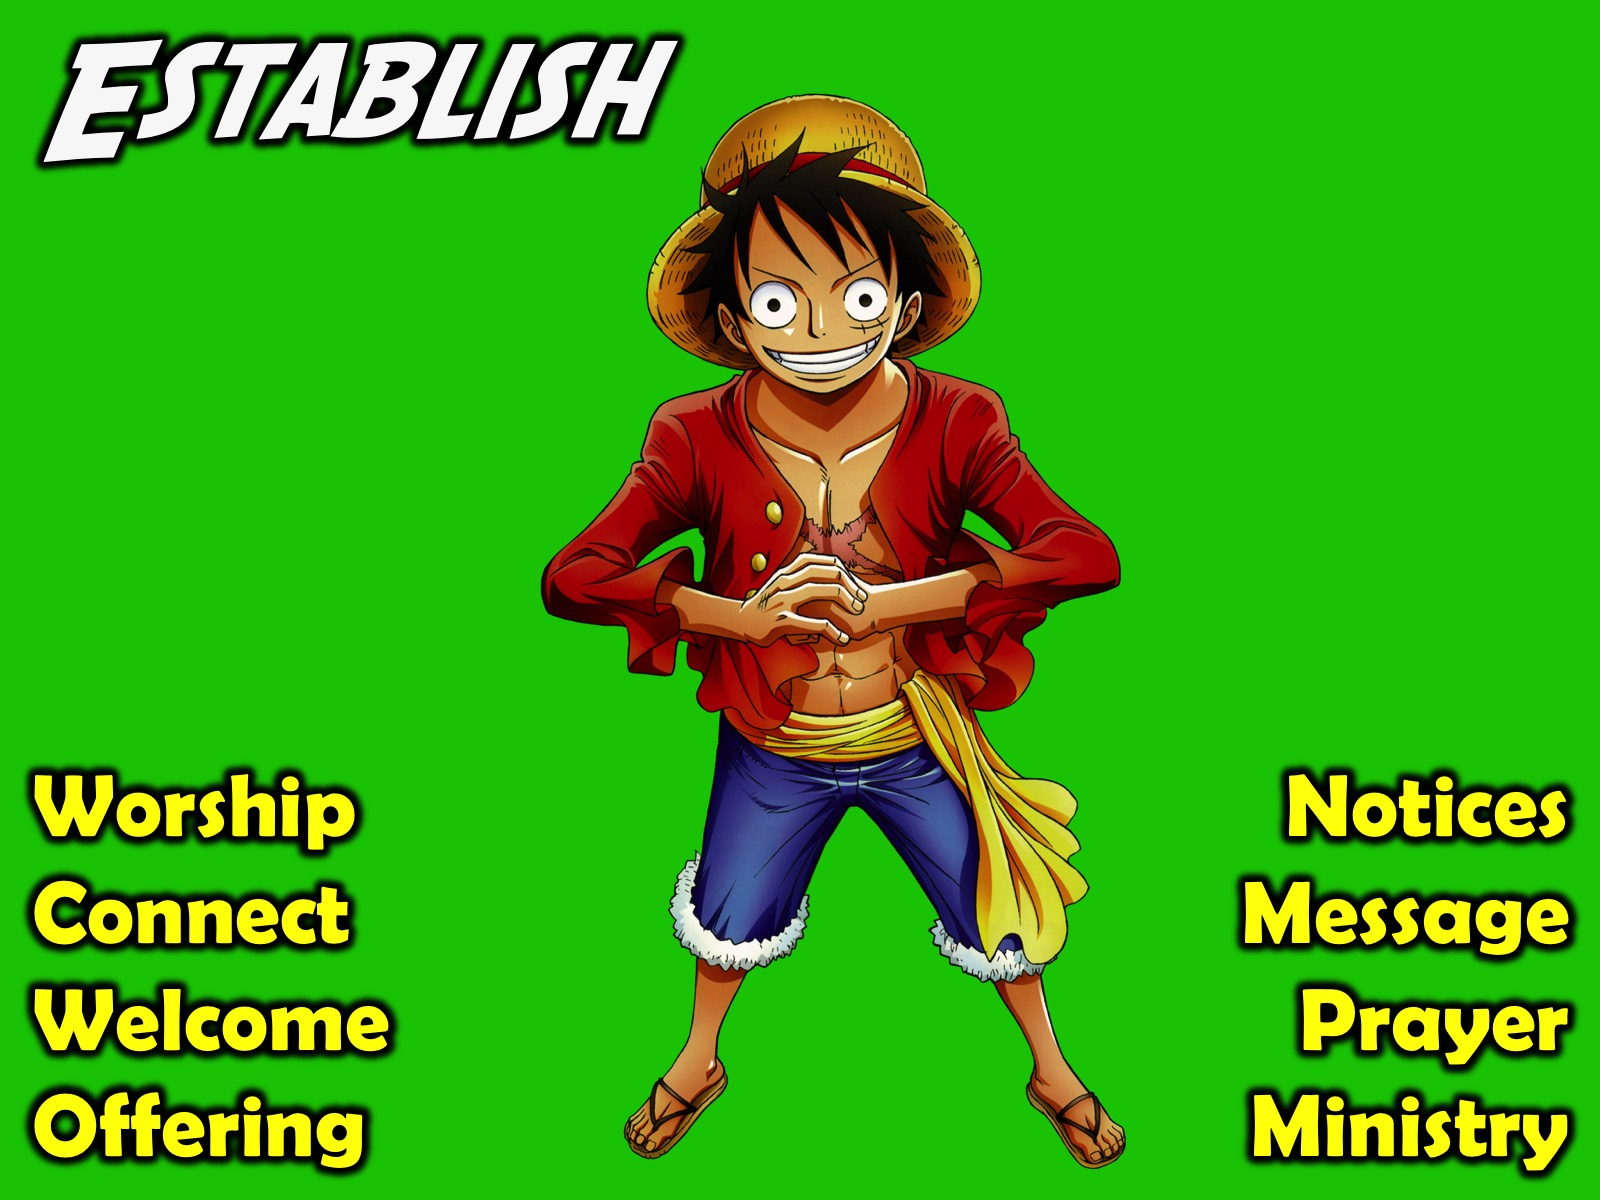 Establish
Worship
Connect
Welcome
Offering
Notices
Message
Prayer
Ministry